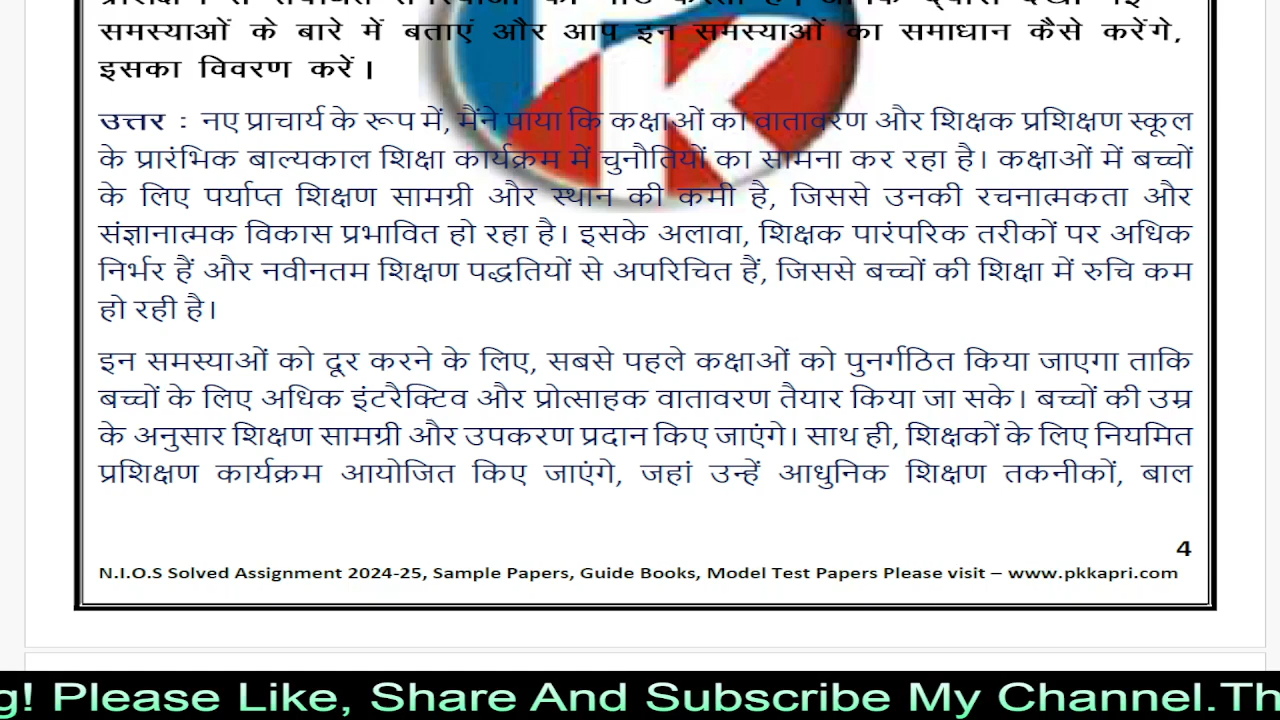 समस्याओं के बारे में बताएं और आप इन समस्याओं का समाधान कैसे करेंगे,
इसका विवरण करें।
उत्तर : नए प्राचार्य के रूप में, मैंने पाया कि कक्षाओं का वातावरण और शिक्षक प्रशिक्षण स्कूल
के प्रारंभिक बाल्यकाल शिक्षा कार्यक्रम में चुनौतियों का सामना कर रहा है। कक्षाओं में बच्चों
के लिए पर्याप्त शिक्षण सामग्री और स्थान की कमी है, जिससे उनकी रचनात्मकता और
संज्ञानात्मक विकास प्रभावित हो रहा है। इसके अलावा, शिक्षक पारंपरिक तरीकों पर अधिक
निर्भर हैं और नवीनतम शिक्षण पद्धतियों से अपरिचित हैं, जिससे बच्चों की शिक्षा में रुचि कम
हो रही है।
इन समस्याओं को दूर करने के लिए, सबसे पहले कक्षाओं को पुनर्गठित किया जाएगा ताकि
बच्चों के लिए अधिक इंटरैक्टिव और प्रोत्साहक वातावरण तैयार किया जा सके। बच्चों की उम्र
के अनुसार शिक्षण सामग्री और उपकरण प्रदान किए जाएंगे। साथ ही, शिक्षकों के लिए नियमित
प्रशिक्षण कार्यक्रम आयोजित किए जाएंगे, जहां उन्हें आधुनिक शिक्षण तकनीकों, बाल
4
N.I.O.S Solved Assignment 2024-25, Sample Papers, Guide Books, Model Test Papers Please visit – www.pkkapri.com
g! Please Like, Share And Subscribe My Channel.Th